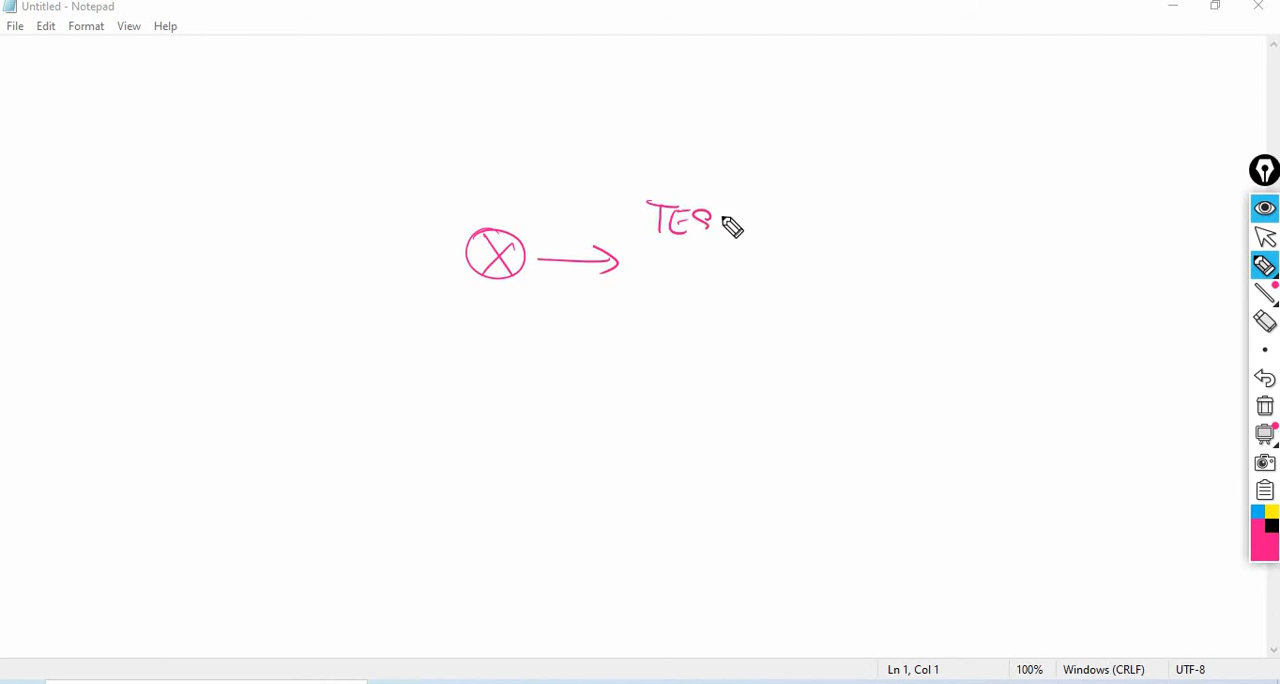 Untitled - Notepad
File Edit Format View Help
TES
X
Ln 1, Col 1 100% Windows (CRLF) UTF-8